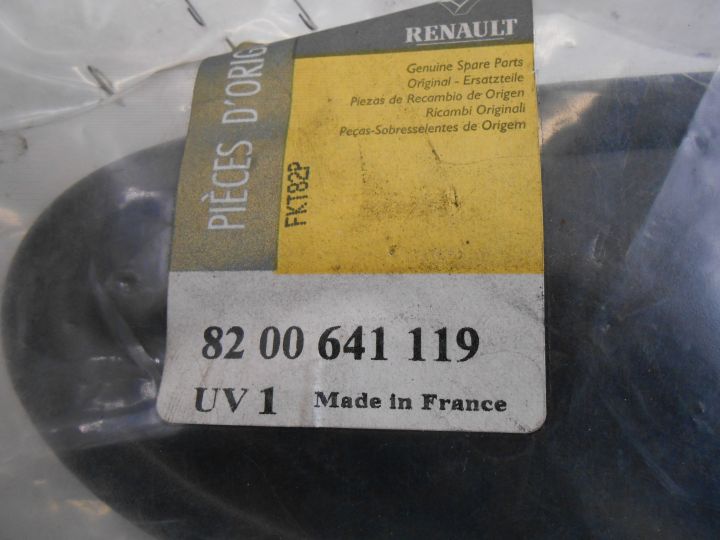 RENAULT
Genuine Spare Parts
Original - Ersatzteile
Piezas de Recambio de Origen
Ricambi Originali
Peças-Sobresselentes de Origem
PIÈCES D'ORIG
FKT82P
82 00 641 119
UV 1 Made in France